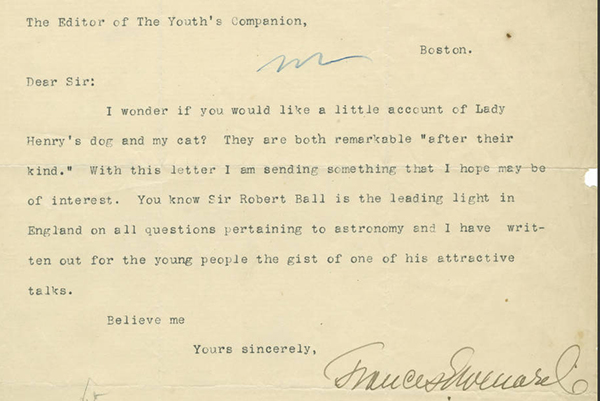 The Editor of The Youth's Companion,
Boston.
Dear Sir:
I wonder if you would like a little account of Lady
Henry's dog and my cat?  They are both remarkable "after their
kind."  With this letter I am sending something that I hope may be
of interest.  You know Sir Robert Ball is the leading light in
England on all questions pertaining to astronomy and I have writ-
ten out for the young people the gist of one of his attractive
talks.
Believe me
Yours sincerely,
Frances